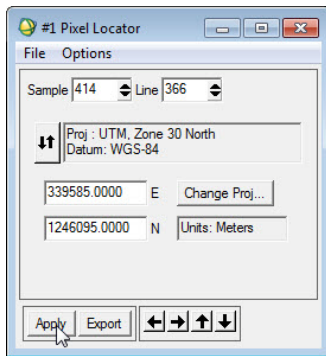 #1 Pixel Locator
File Options
Sample 414 Line 366
Proj : UTM, Zone 30 North
Datum: WGS-84
339585.0000 E Change Proj...
1246095.0000 N Units: Meters
Apply Export